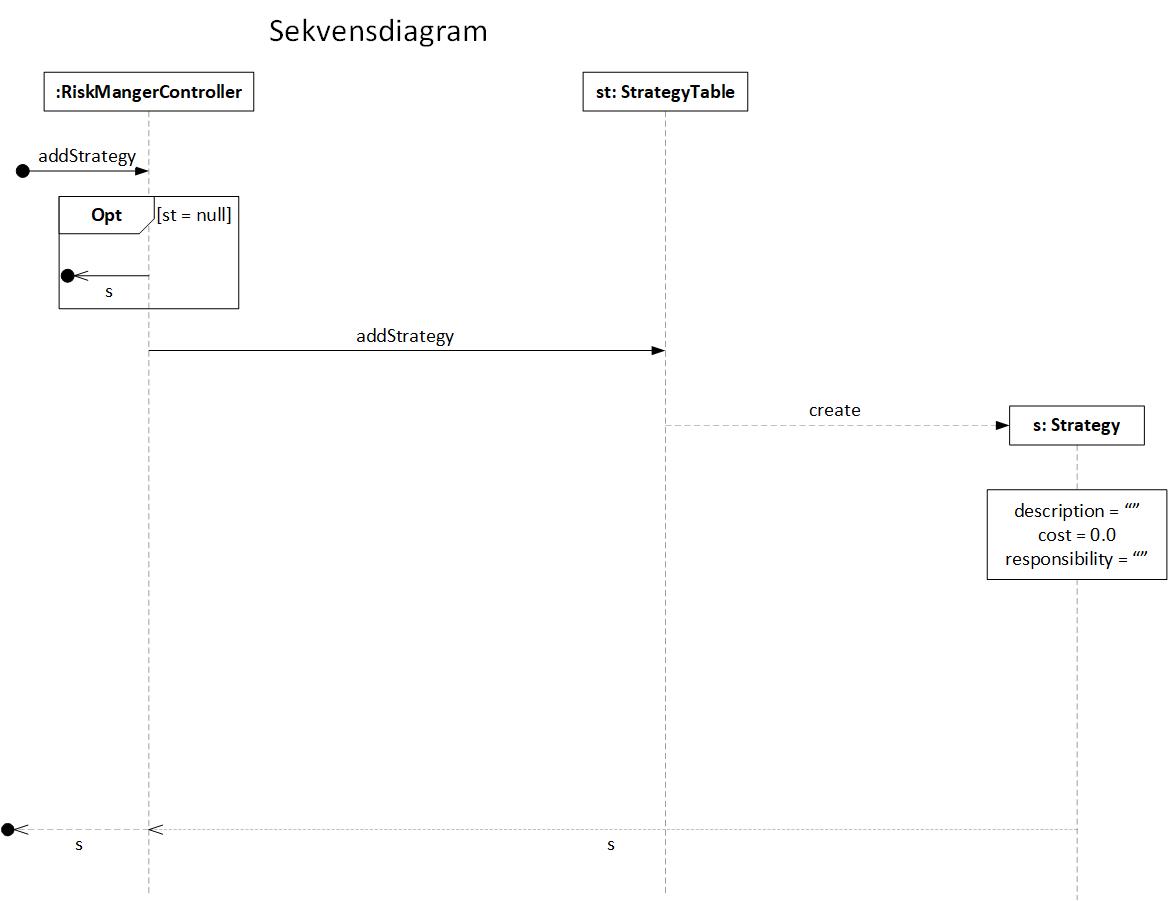 Sekvensdiagram
:RiskMangerController
st: StrategyTable
addStrategy
Opt
[st = null]
s
addStrategy
create
s: Strategy
description = “”
cost = 0.0
responsibility = “”
s
s